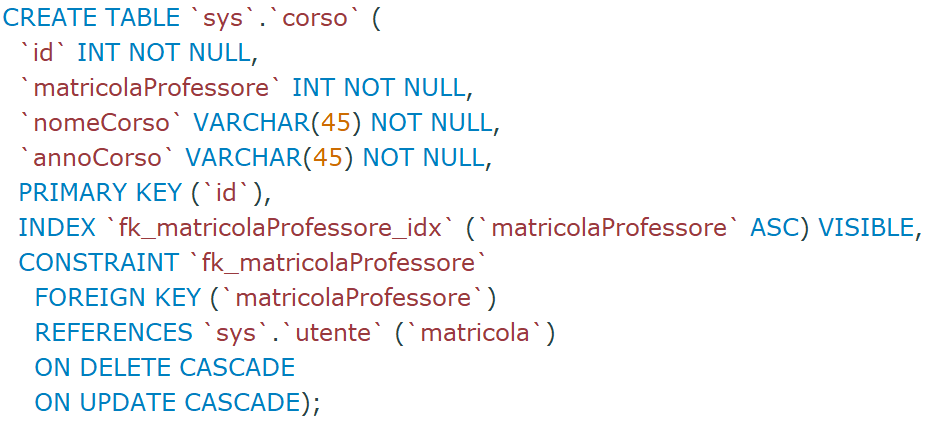 CREATE TABLE `sys`.`corso` (
`id` INT NOT NULL,
`matricolaProfessore` INT NOT NULL,
`nomeCorso` VARCHAR(45) NOT NULL,
`annoCorso` VARCHAR(45) NOT NULL,
PRIMARY KEY (`id`),
INDEX `fk_matricolaProfessore_idx` (`matricolaProfessore` ASC) VISIBLE,
CONSTRAINT `fk_matricolaProfessore`
FOREIGN KEY (`matricolaProfessore`)
REFERENCES `sys`.`utente` (`matricola`)
ON DELETE CASCADE
ON UPDATE CASCADE);